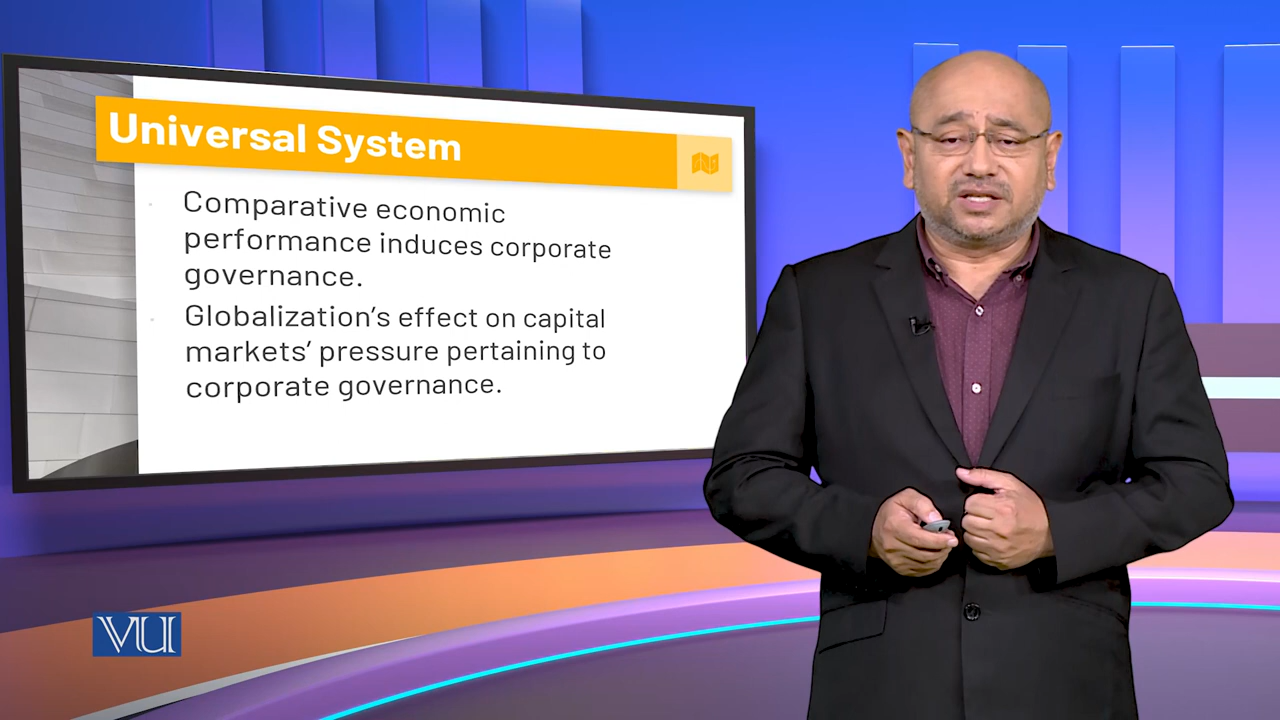 Universal System
Comparative economic
performance induces corporate
governance.
Globalization's effect on capital
markets' pressure pertaining to
corporate governance.
VU